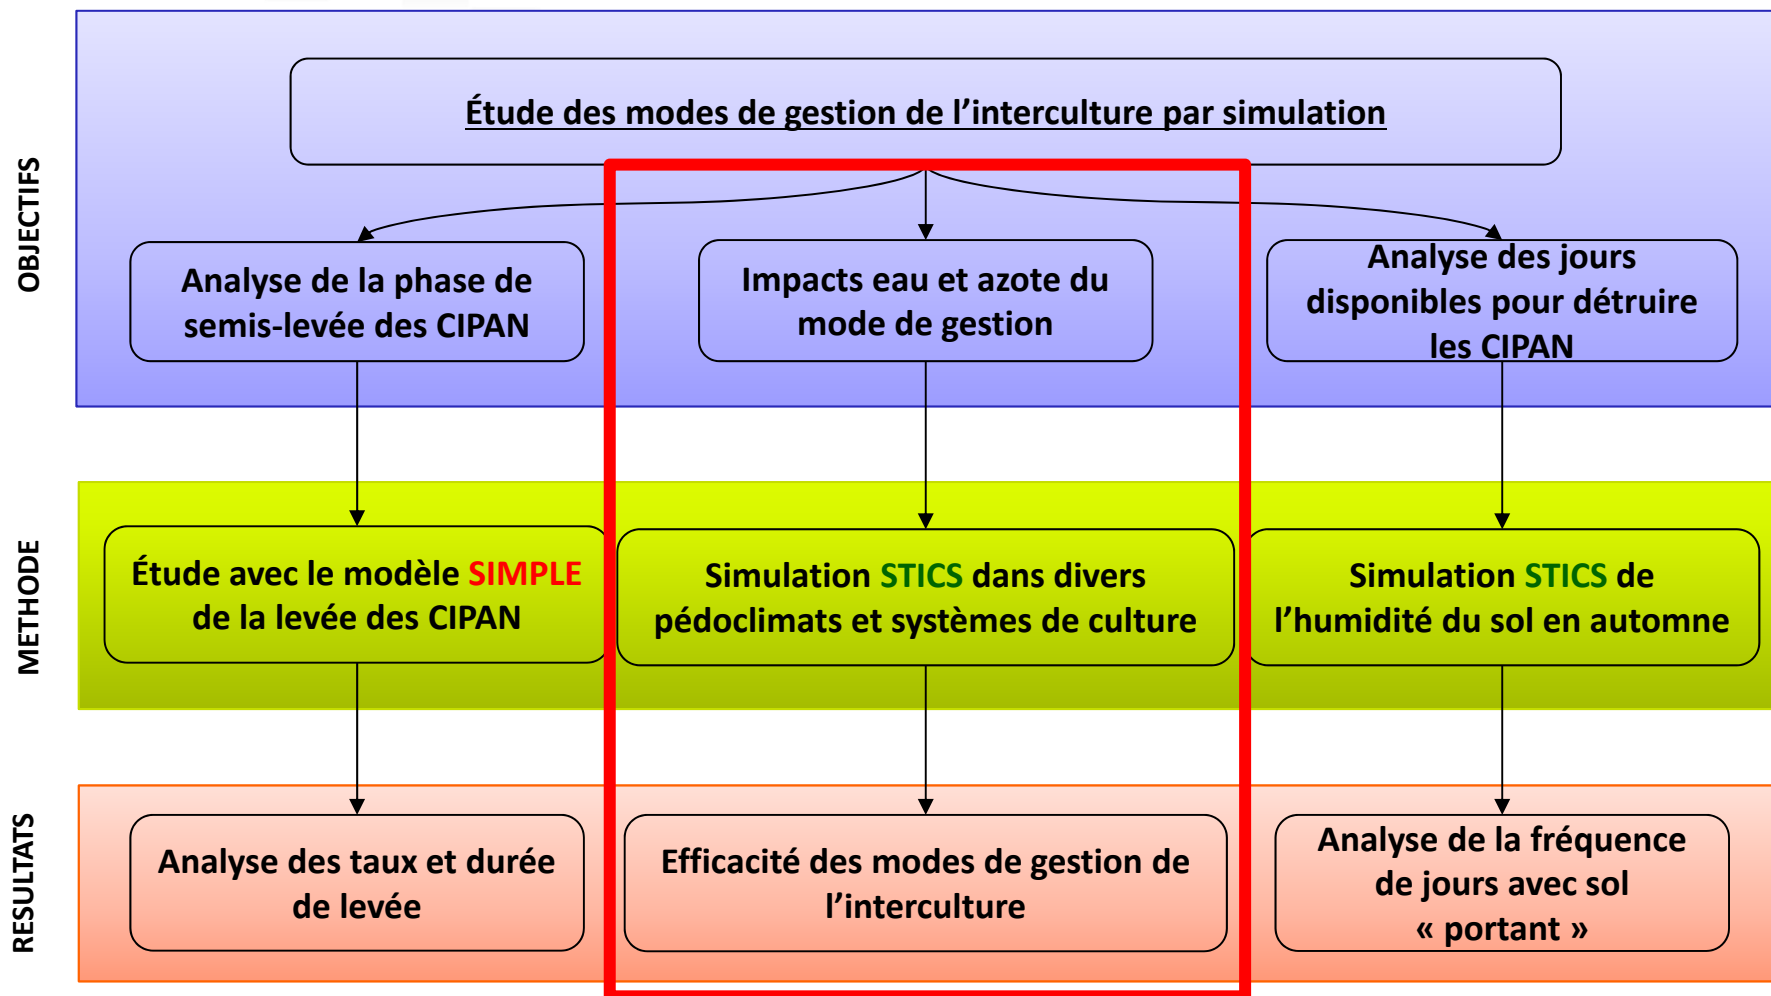 OBJECTIFS
Étude des modes de gestion de l’interculture par simulation
Analyse de la phase de
semis-levée des CIPAN
Impacts eau et azote du
mode de gestion
Analyse des jours
disponibles pour détruire
les CIPAN
METHODE
Étude avec le modèle SIMPLE
de la levée des CIPAN
Simulation STICS dans divers
pédoclimats et systèmes de culture
Simulation STICS de
l’humidité du sol en automne
RESULTATS
Analyse des taux et durée
de levée
Efficacité des modes de gestion de
l’interculture
Analyse de la fréquence
de jours avec sol
« portant »